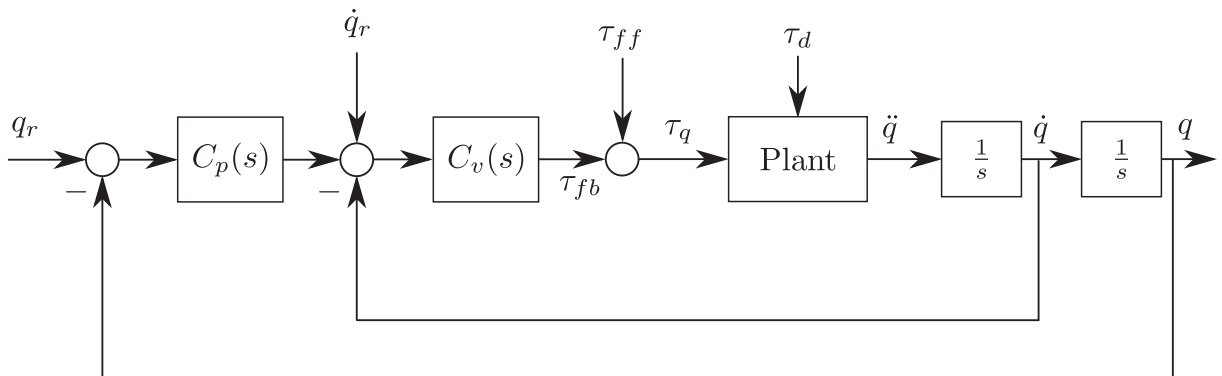 q̇_r
τ_ff
τ_d
q_r
C_p(s)
C_v(s)
τ_q
Plant
q̈
1/s
q̇
1/s
q
−
−
τ_fb